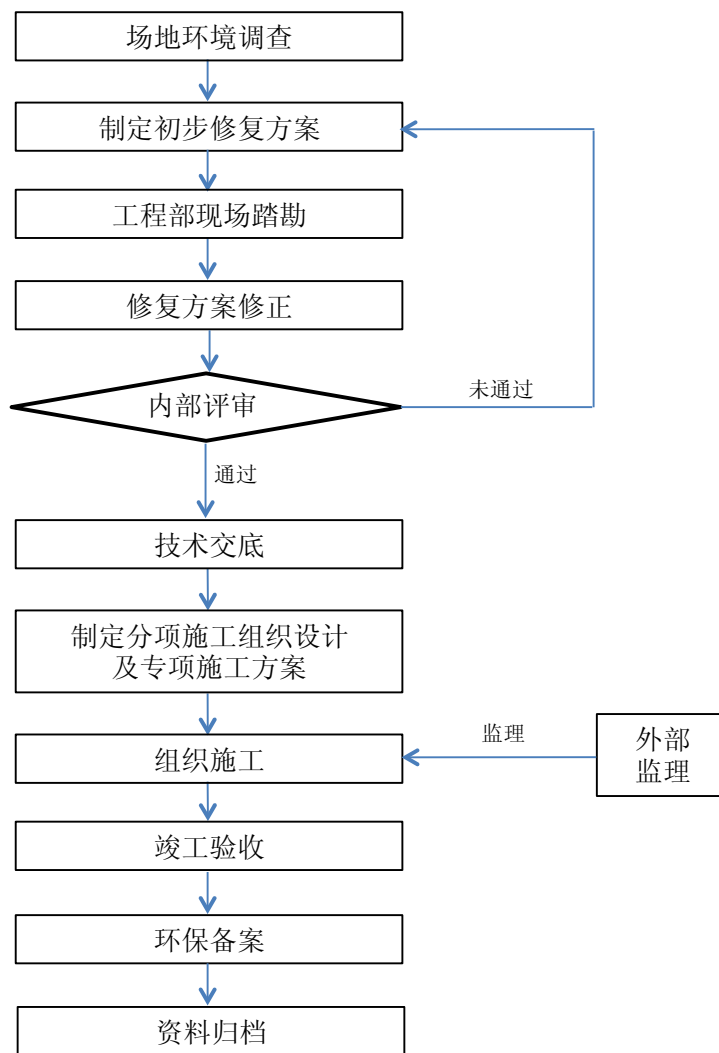 场地环境调查
制定初步修复方案
工程部现场踏勘
修复方案修正
内部评审
未通过
通过
技术交底
制定分项施工组织设计
及专项施工方案
组织施工
监理
外部
监理
竣工验收
环保备案
资料归档